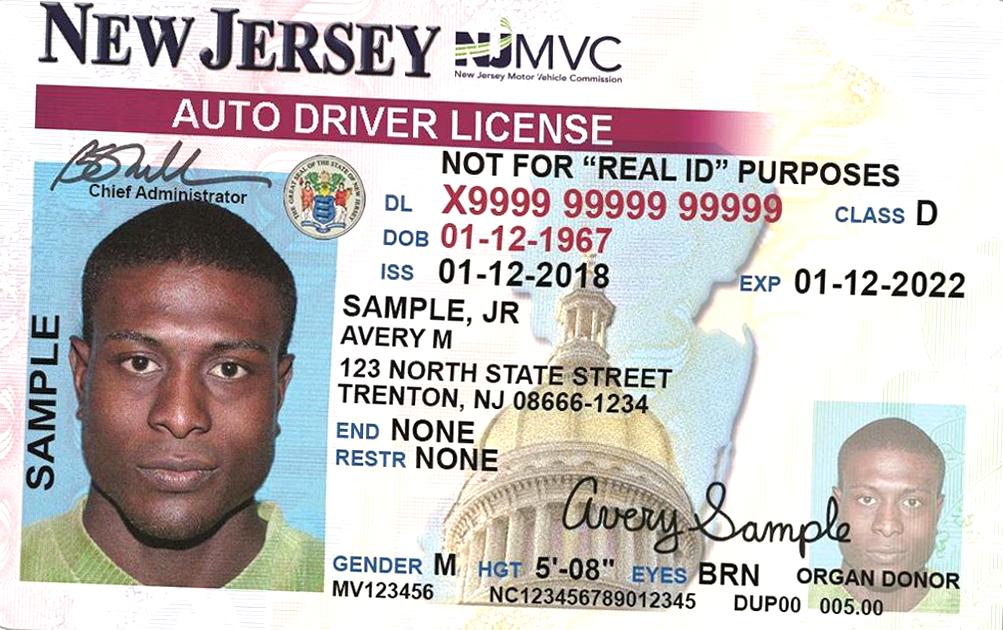 NEW JERSEY NJMVC
New Jersey Motor Vehicle Commission
AUTO DRIVER LICENSE
NOT FOR “REAL ID” PURPOSES
Chief Administrator
THE GREAT SEAL OF THE STATE OF NEW JERSEY
DL X9999 99999 99999 CLASS D
DOB 01-12-1967
ISS 01-12-2018 EXP 01-12-2022
SAMPLE, JR
AVERY M
123 NORTH STATE STREET
TRENTON, NJ 08666-1234
END NONE
RESTR NONE
SAMPLE
Avery Sample
GENDER M HGT 5'-08" EYES BRN ORGAN DONOR
MV123456 NC123456789012345 DUP00 005.00